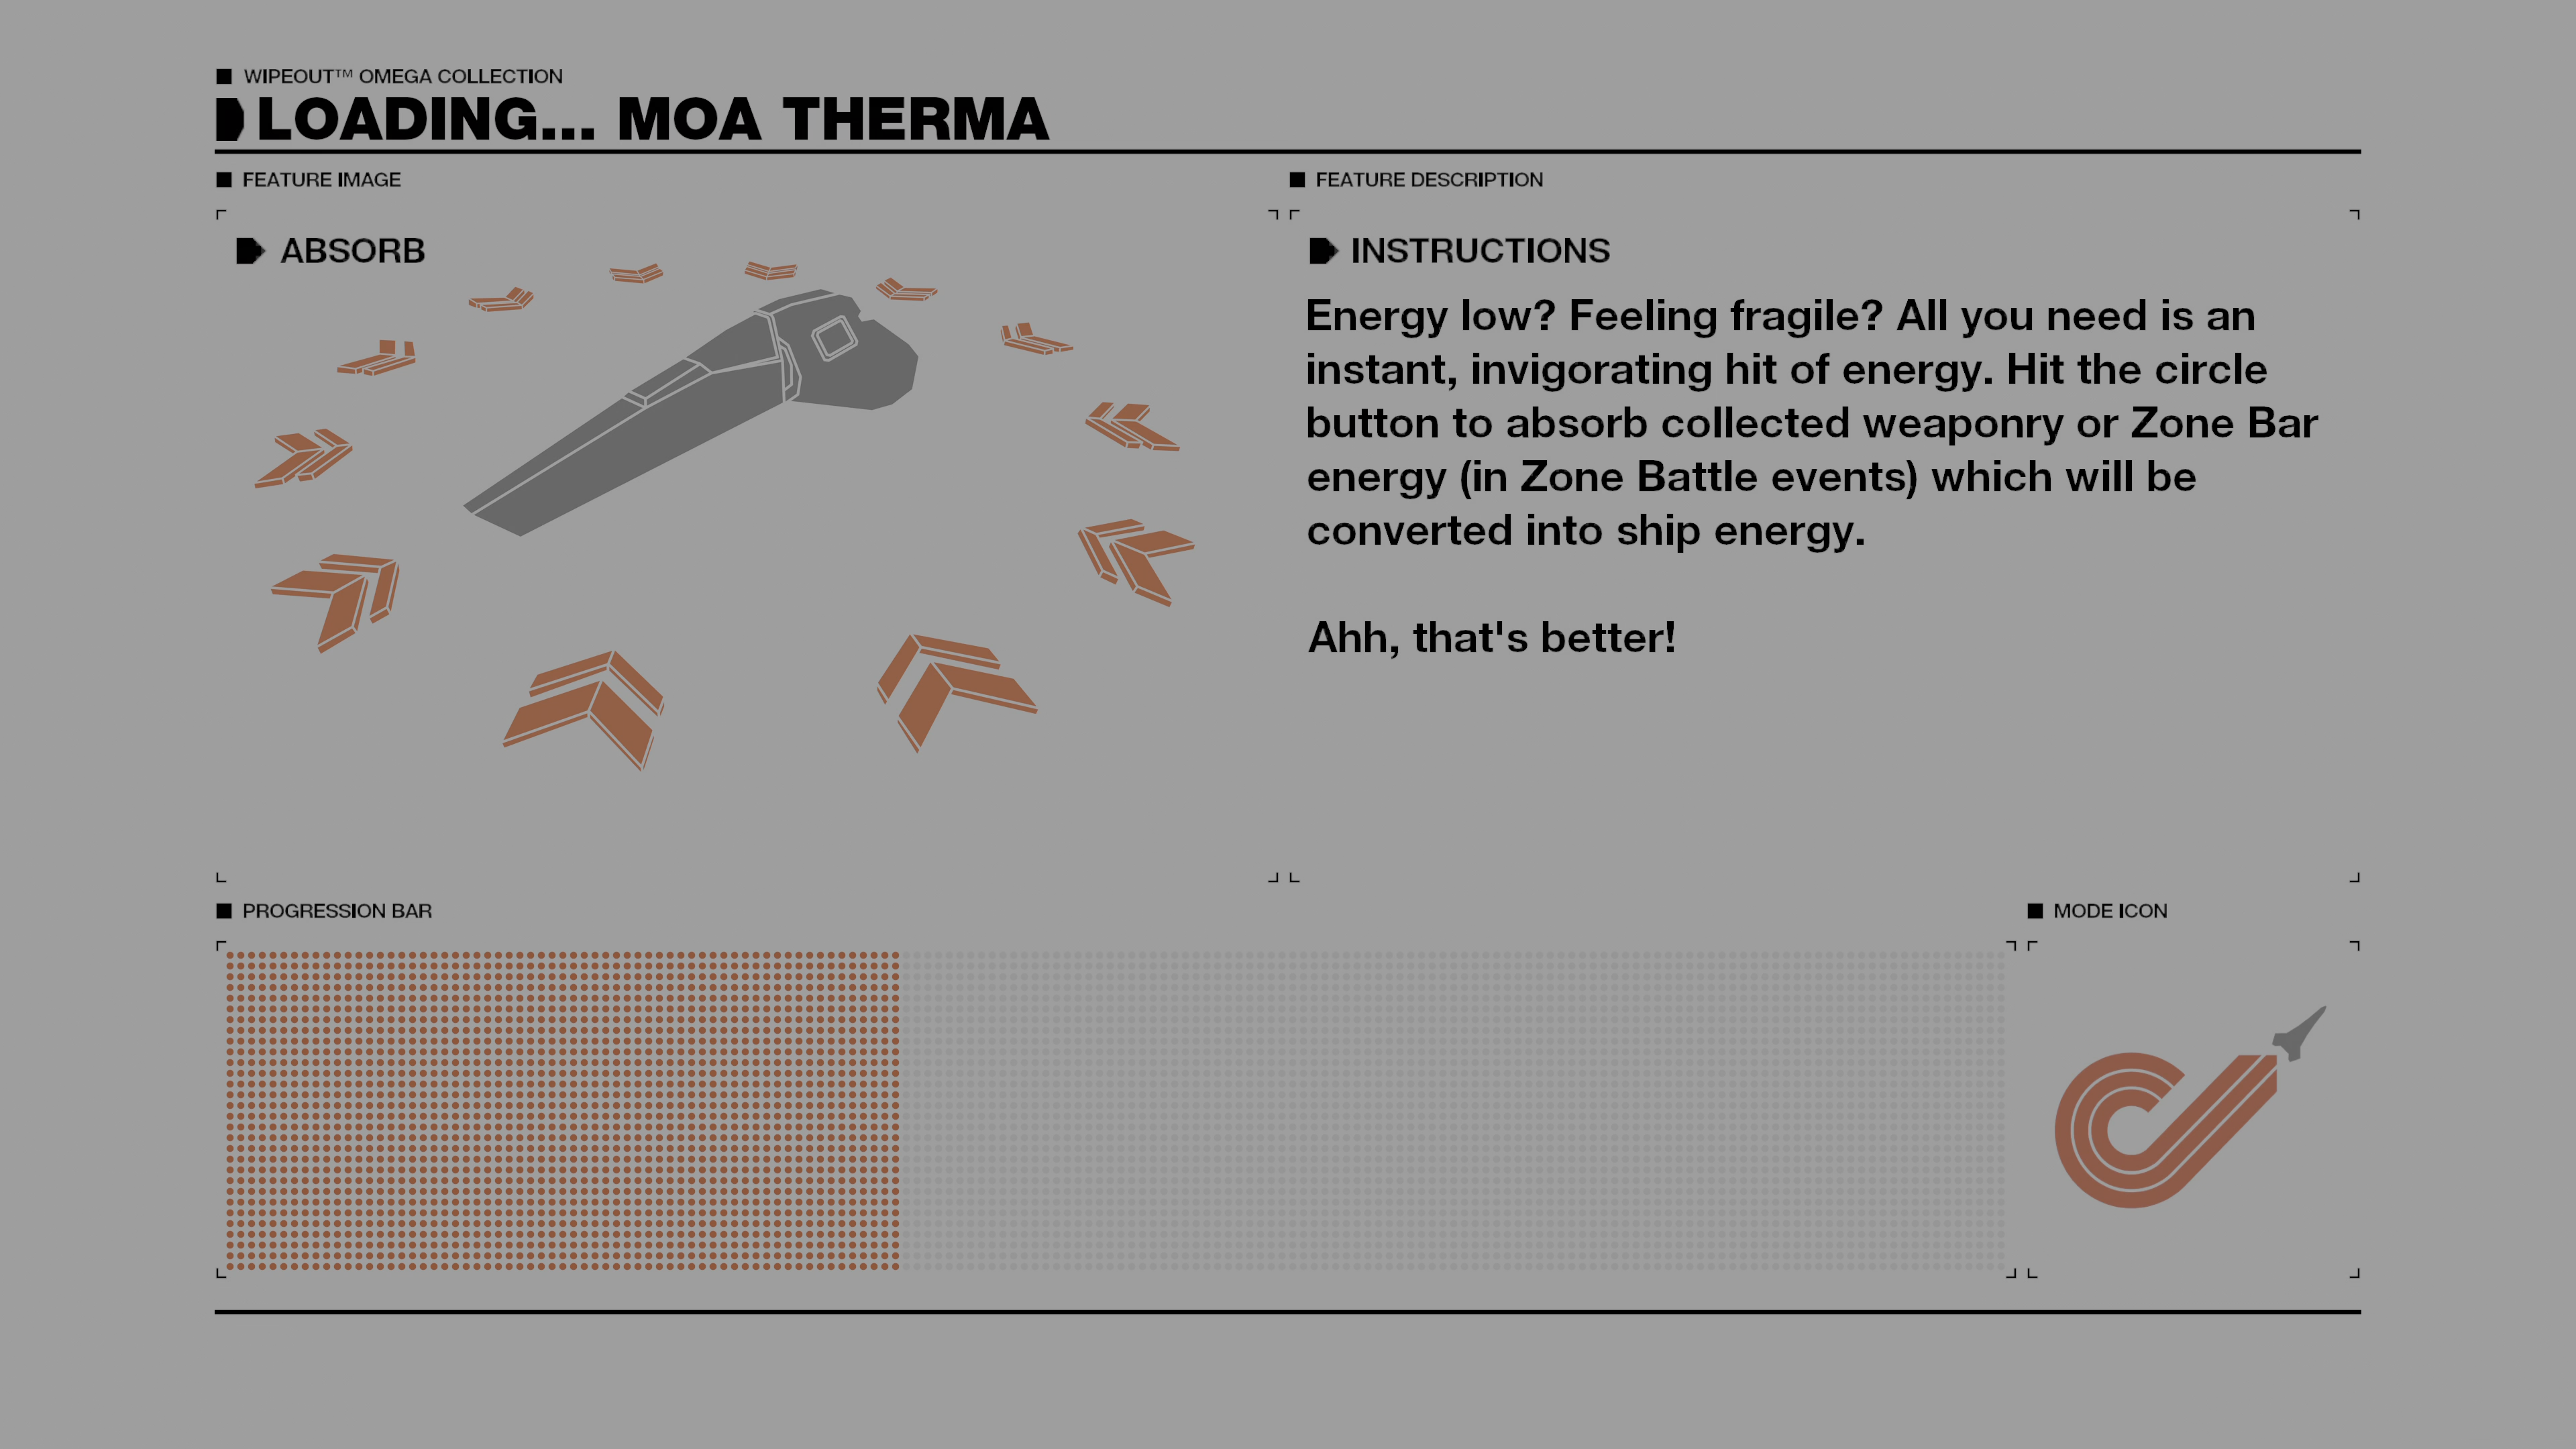 WIPEOUT™ OMEGA COLLECTION
LOADING... MOA THERMA
FEATURE IMAGE
FEATURE DESCRIPTION
ABSORB
INSTRUCTIONS
Energy low? Feeling fragile? All you need is an
instant, invigorating hit of energy. Hit the circle
button to absorb collected weaponry or Zone Bar
energy (in Zone Battle events) which will be
converted into ship energy.
Ahh, that's better!
PROGRESSION BAR
MODE ICON